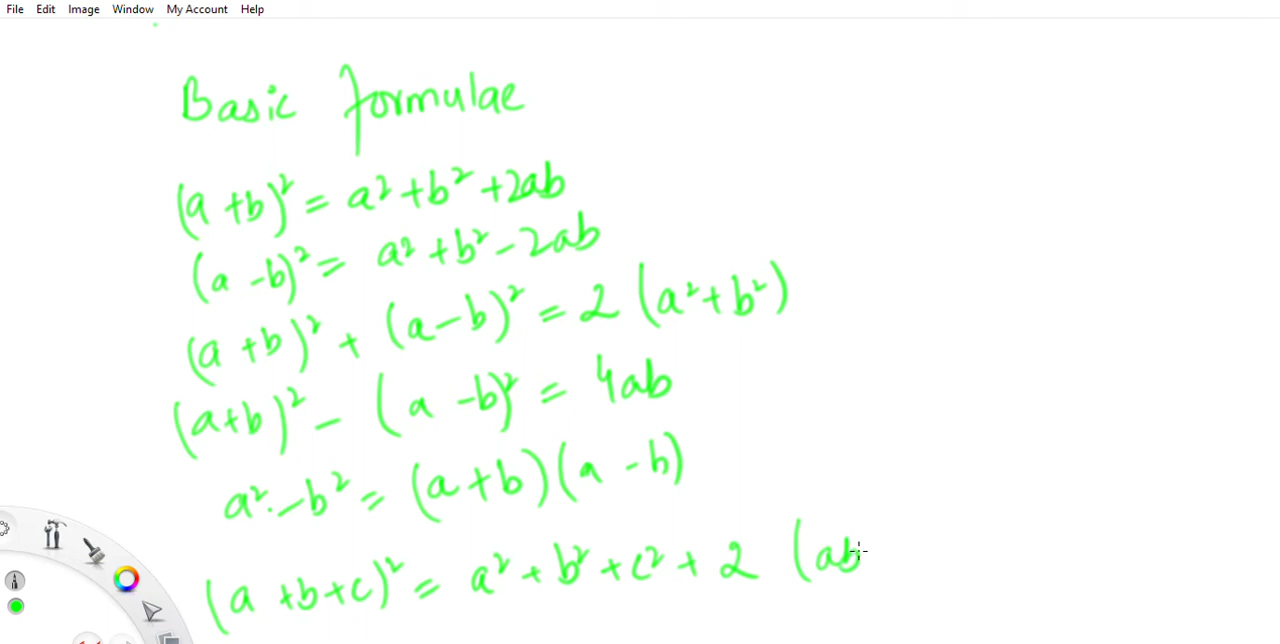 File Edit Image Window My Account Help
Basic formulae
(a+b)² = a²+b²+2ab
(a-b)² = a²+b²-2ab
(a+b)² + (a-b)² = 2(a²+b²)
(a+b)² - (a-b)² = 4ab
a²-b² = (a+b)(a-b)
(a+b+c)² = a²+b²+c²+2 (ab